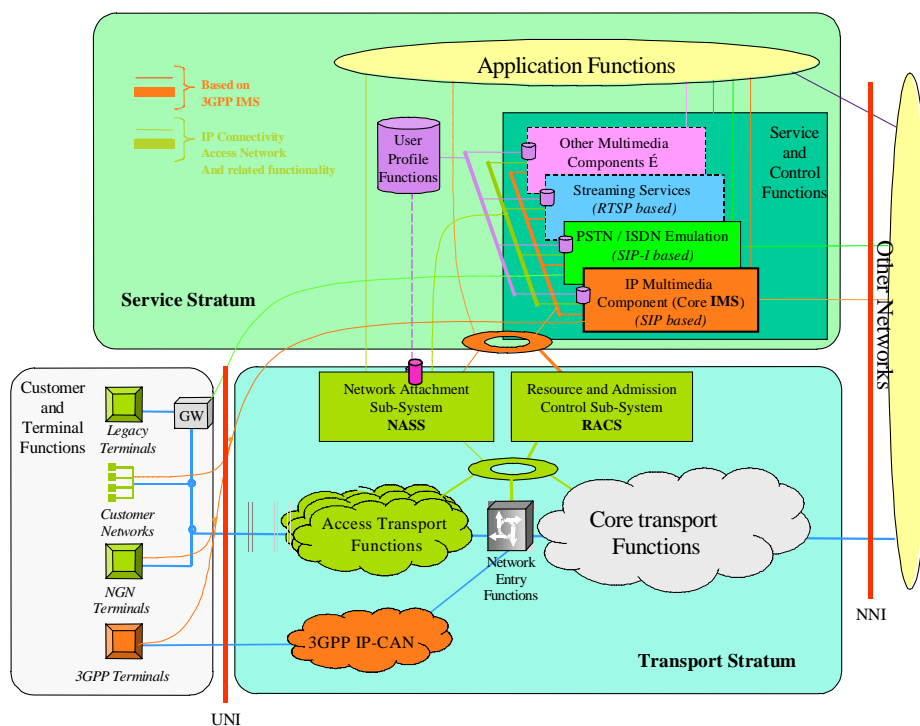 Application Functions
Based on
3GPP IMS
IP Connectivity
Access Network
And related functionality
User
Profile
Functions
Other Multimedia
Components É
Service
and
Control
Functions
Streaming Services
(RTSP based)
PSTN / ISDN Emulation
(SIP-I based)
IP Multimedia
Component (Core IMS)
(SIP based)
Service Stratum
Other Networks
Customer
and
Terminal
Functions
GW
Legacy
Terminals
Customer
Networks
NGN
Terminals
3GPP Terminals
Network Attachment
Sub-System
NASS
Resource and Admission
Control Sub-System
RACS
Access Transport
Functions
Network
Entry
Functions
Core transport
Functions
3GPP IP-CAN
Transport Stratum
NNI
UNI